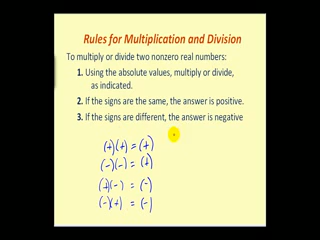 Rules for Multiplication and Division
To multiply or divide two nonzero real numbers:
1. Using the absolute values, multiply or divide,
as indicated.
2. If the signs are the same, the answer is positive.
3. If the signs are different, the answer is negative
(+)(+) = (+)
(-)(-) = (+)
(+)(-) = (-)
(-)(+) = (-)